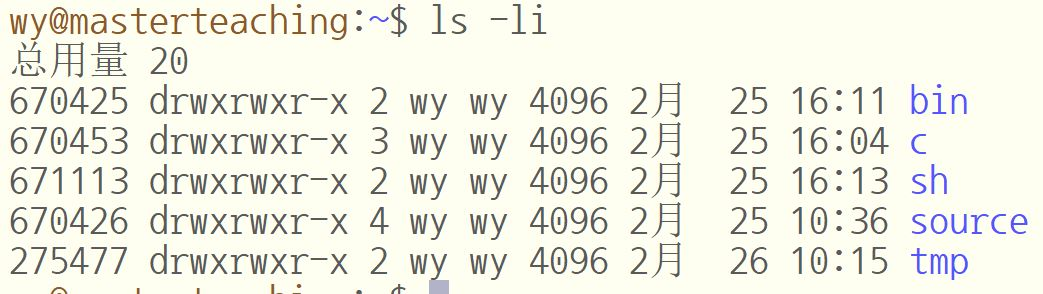 wy@masterteaching:~$ ls -li
总用量 20
670425 drwxrwxr-x 2 wy wy 4096 2月  25 16:11 bin
670453 drwxrwxr-x 3 wy wy 4096 2月  25 16:04 c
671113 drwxrwxr-x 2 wy wy 4096 2月  25 16:13 sh
670426 drwxrwxr-x 4 wy wy 4096 2月  25 10:36 source
275477 drwxrwxr-x 2 wy wy 4096 2月  26 10:15 tmp